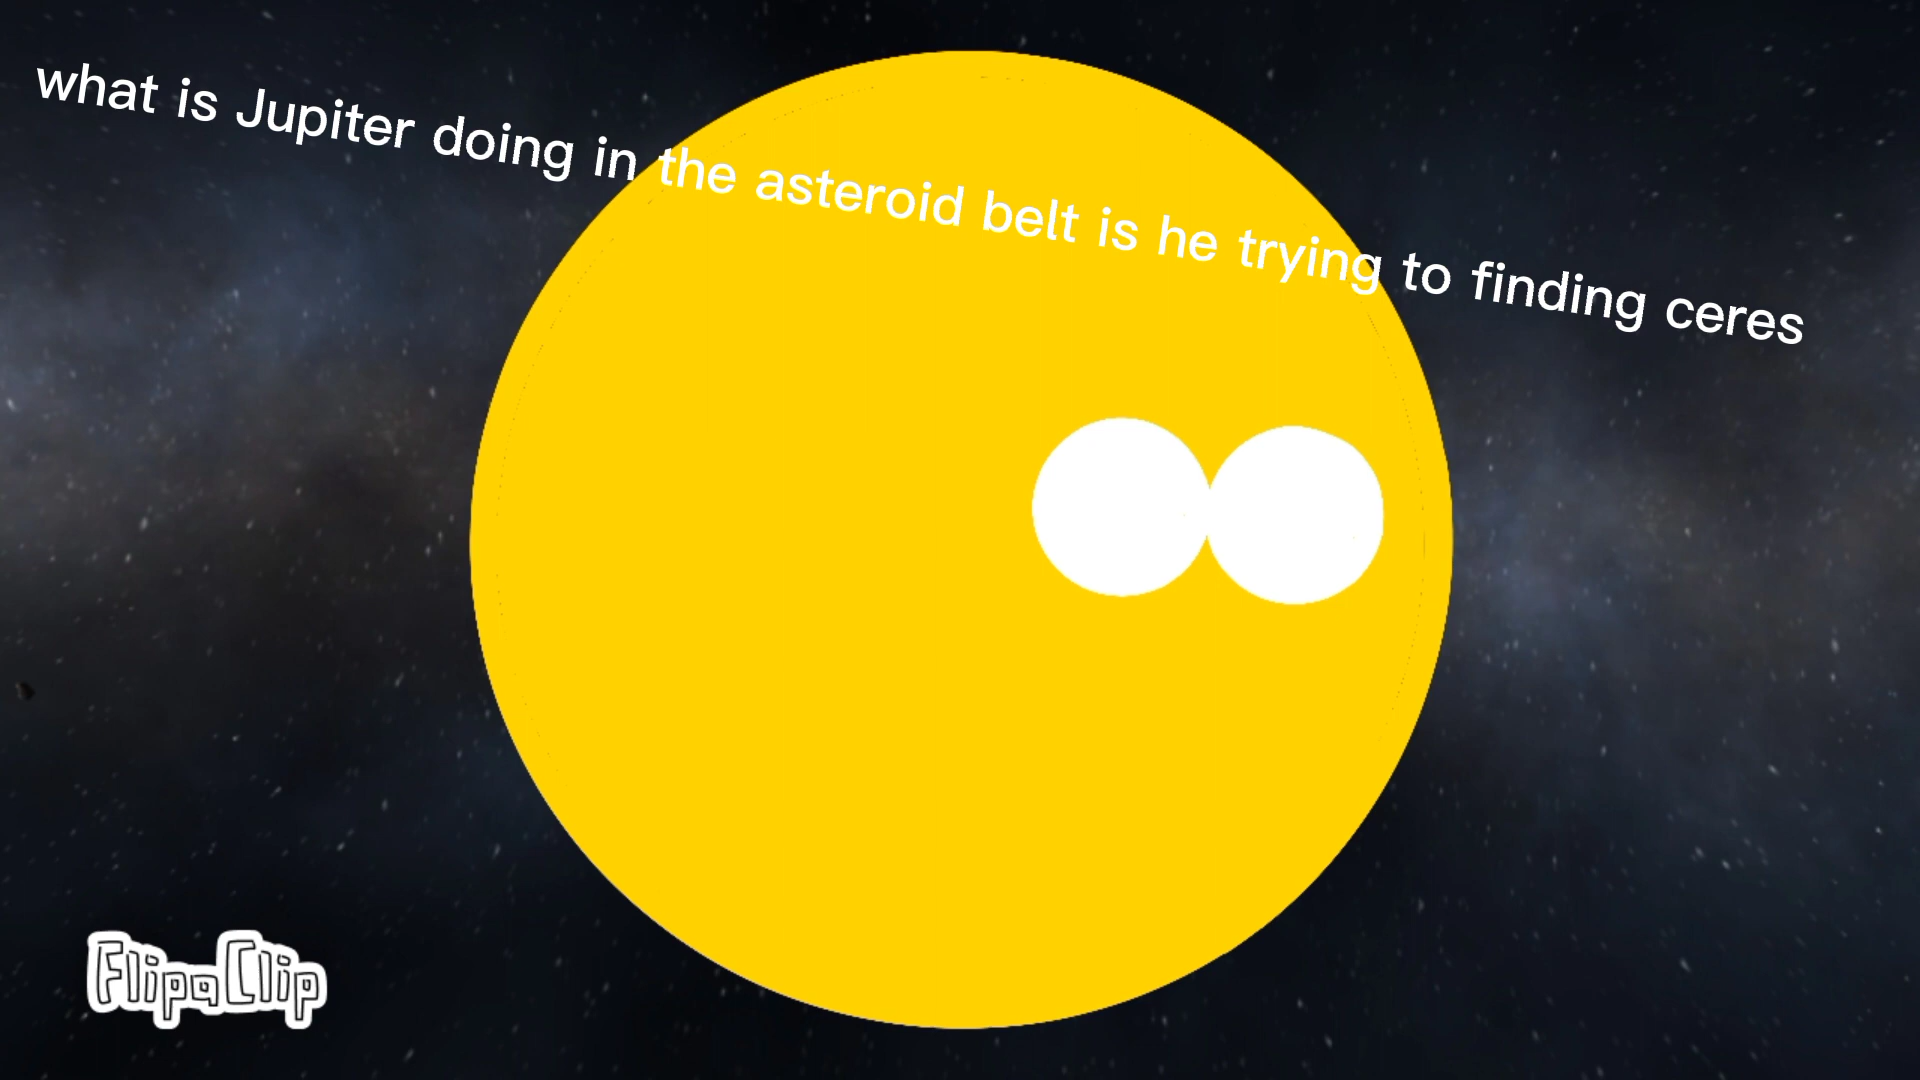 what is Jupiter doing in the asteroid belt is he trying to finding ceres
FlipaClip